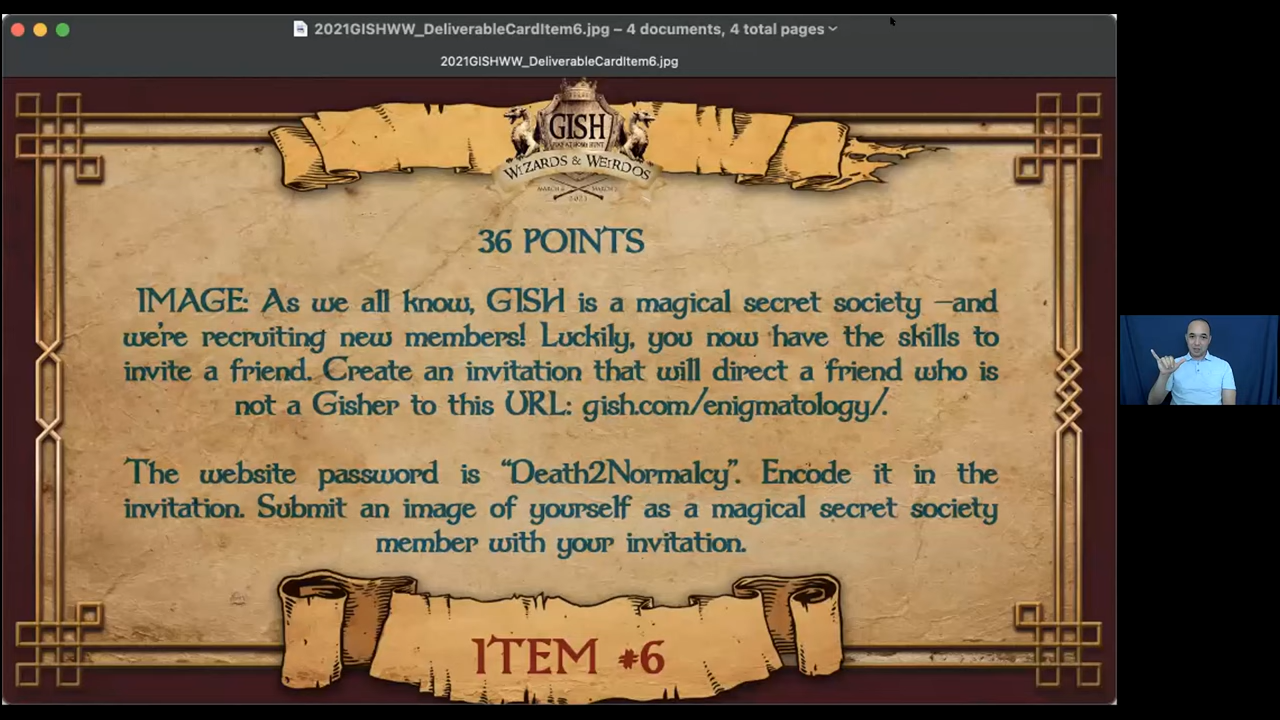 2021GISHWW_DeliverableCardItem6.jpg – 4 documents, 4 total pages
2021GISHWW_DeliverableCardItem6.jpg
GISH
WIZARDS & WEIRDOS
2021
36 POINTS
IMAGE: As we all know, GISH is a magical secret society —and
we're recruiting new members! Luckily, you now have the skills to
invite a friend. Create an invitation that will direct a friend who is
not a Gisher to this URL: gish.com/enigmatology/.
The website password is “Death2Normalcy”. Encode it in the
invitation. Submit an image of yourself as a magical secret society
member with your invitation.
ITEM #6